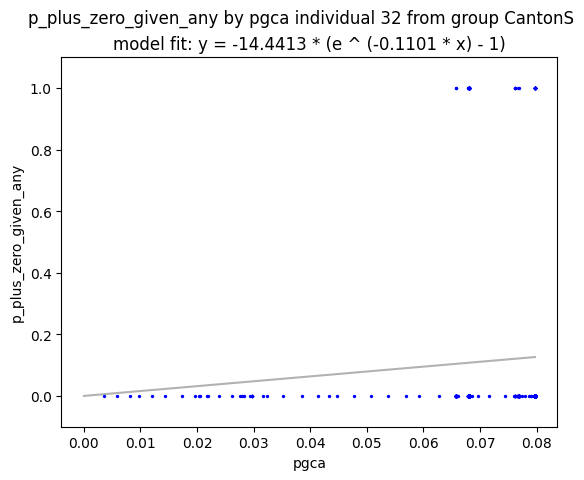 p_plus_zero_given_any by pgca individual 32 from group CantonS
model fit: y = -14.4413 * (e ^ (-0.1101 * x) - 1)
1.0
0.8
0.6
0.4
0.2
0.0
p_plus_zero_given_any
0.00 0.01 0.02 0.03 0.04 0.05 0.06 0.07 0.08
pgca